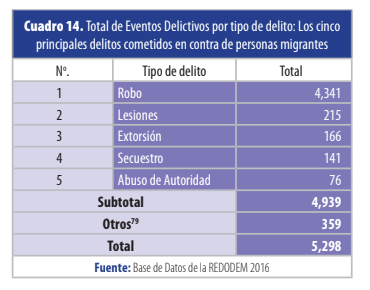 Cuadro 14. Total de Eventos Delictivos por tipo de delito: Los cinco
principales delitos cometidos en contra de personas migrantes
Nº. Tipo de delito Total
1 Robo 4,341
2 Lesiones 215
3 Extorsión 166
4 Secuestro 141
5 Abuso de Autoridad 76
Subtotal 4,939
Otros⁷⁹ 359
Total 5,298
Fuente: Base de Datos de la REDODEM 2016